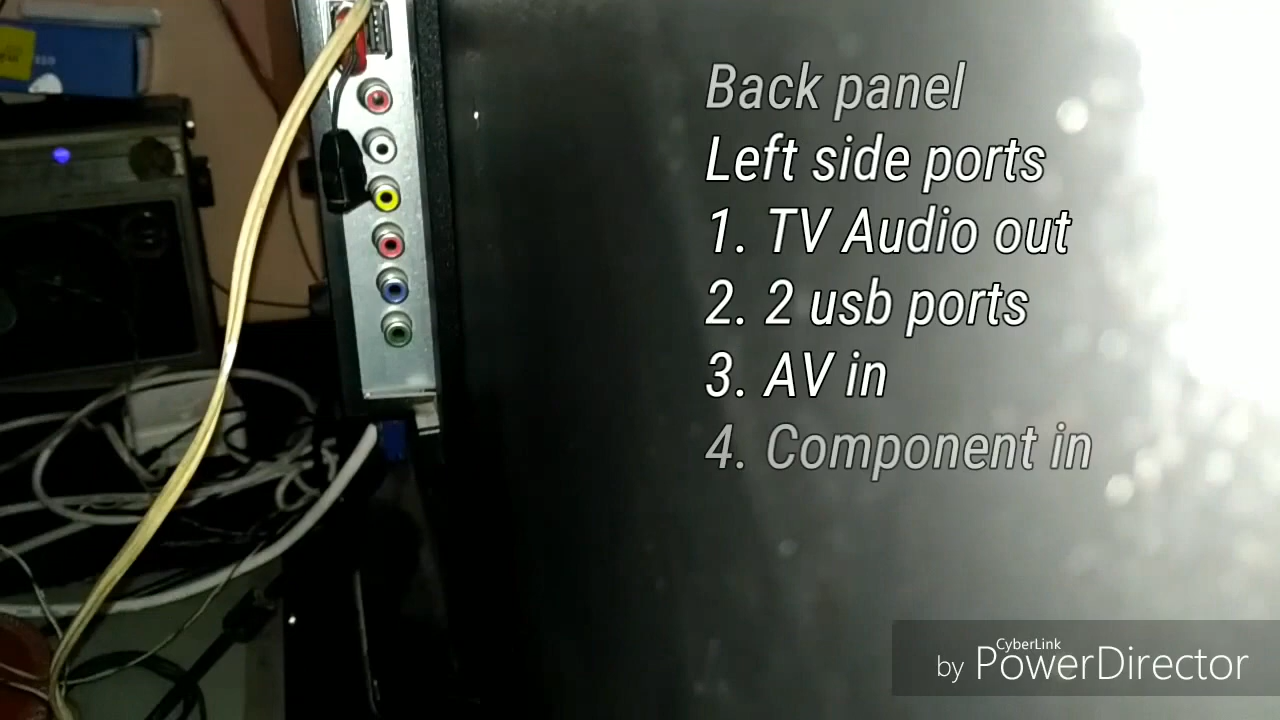 Back panel
Left side ports
1. TV Audio out
2. 2 usb ports
3. AV in
4. Component in
CyberLink
by PowerDirector